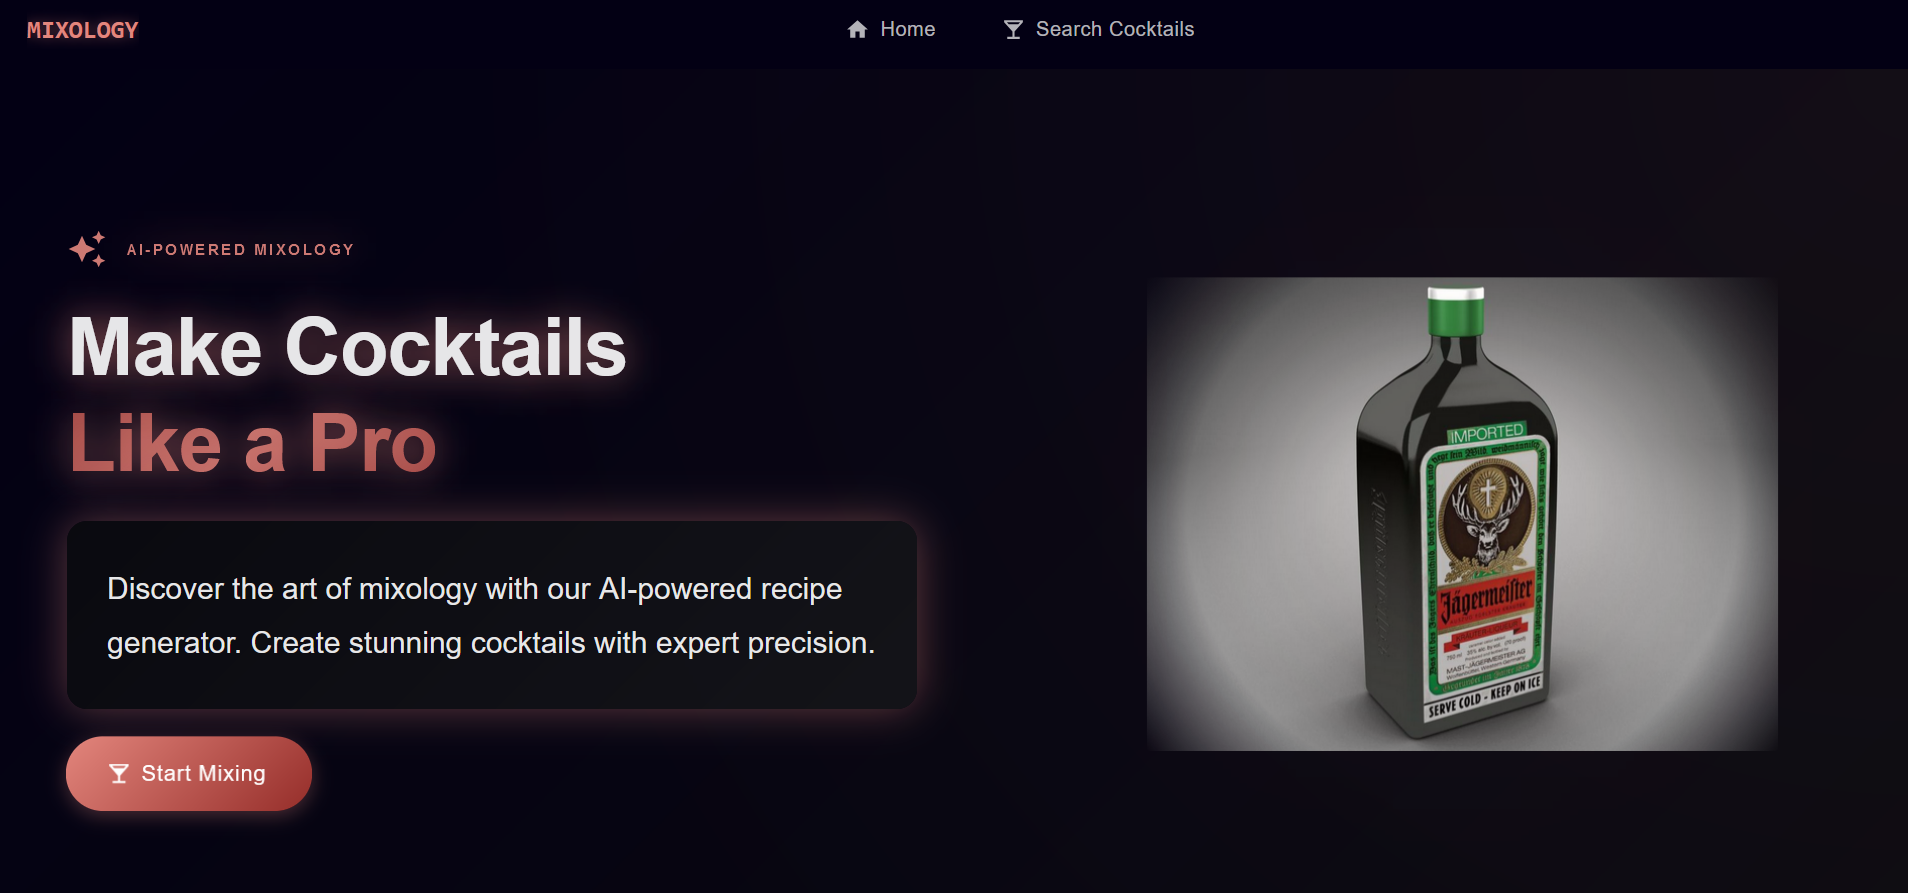 MIXOLOGY
Home
Search Cocktails
AI-POWERED MIXOLOGY
Make Cocktails
Like a Pro
Discover the art of mixology with our AI-powered recipe
generator. Create stunning cocktails with expert precision.
Start Mixing
IMPORTED
Jägermeiſter
KRÄUTER-LIQUEUR
MAST-JÄGERMEISTER AG
SERVE COLD - KEEP ON ICE